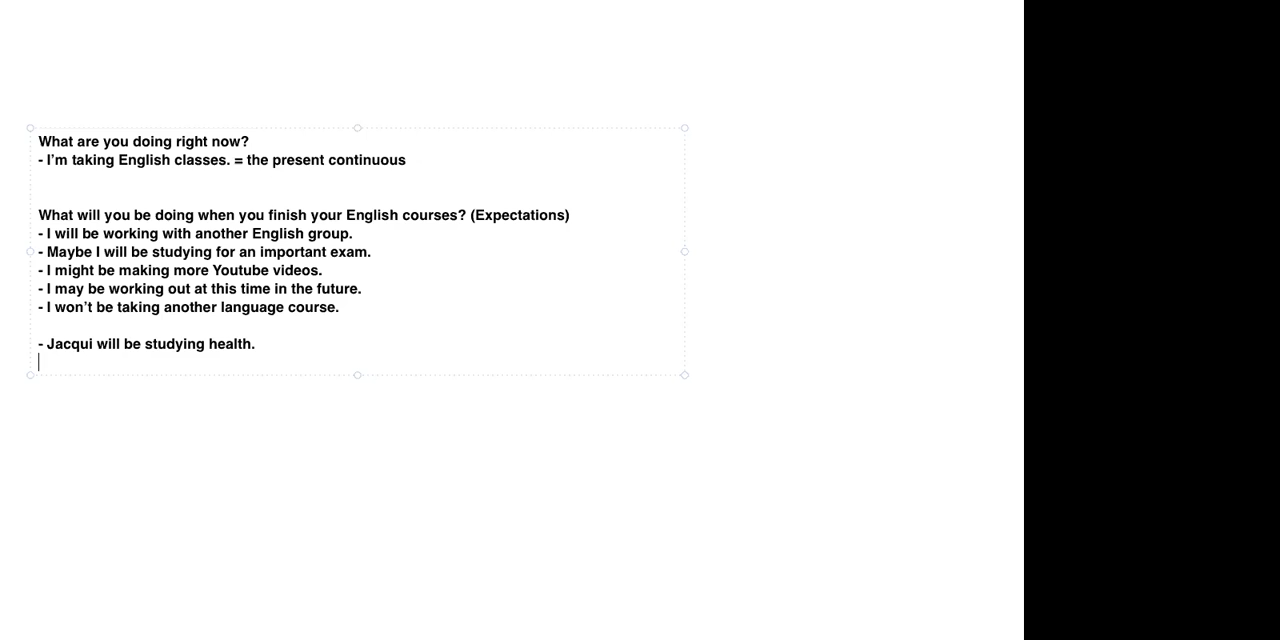 What are you doing right now?
- I’m taking English classes. = the present continuous
What will you be doing when you finish your English courses? (Expectations)
- I will be working with another English group.
- Maybe I will be studying for an important exam.
- I might be making more Youtube videos.
- I may be working out at this time in the future.
- I won’t be taking another language course.
- Jacqui will be studying health.